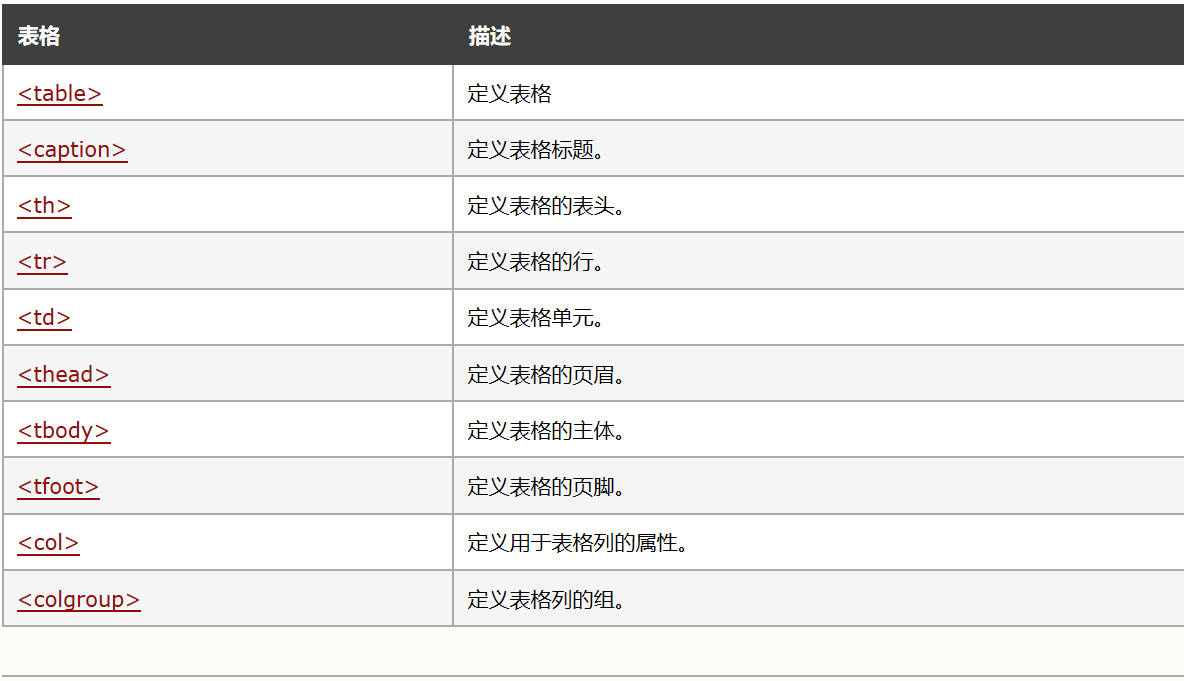 表格 描述
<table> 定义表格
<caption> 定义表格标题。
<th> 定义表格的表头。
<tr> 定义表格的行。
<td> 定义表格单元。
<thead> 定义表格的页眉。
<tbody> 定义表格的主体。
<tfoot> 定义表格的页脚。
<col> 定义用于表格列的属性。
<colgroup> 定义表格列的组。